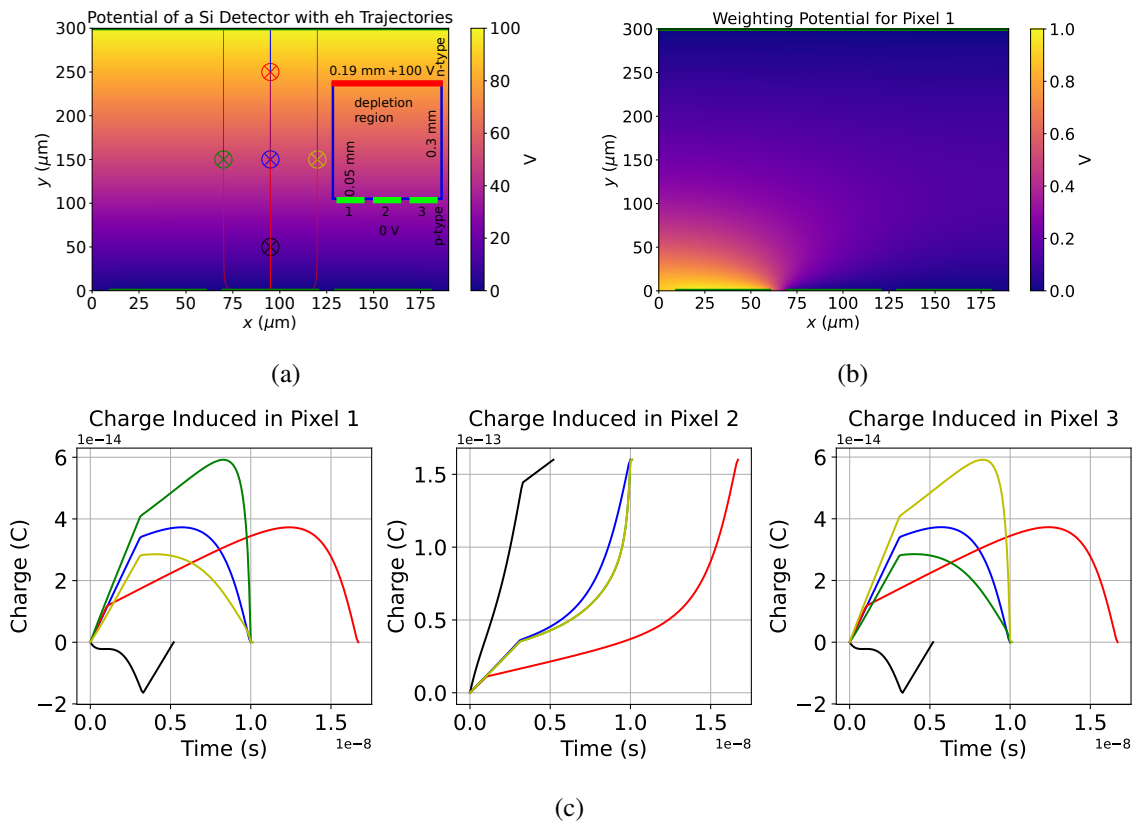 Potential of a Si Detector with eh Trajectories
300
250
200
150
100
50
0
y (μm)
0 25 50 75 100 125 150 175
x (μm)
0.19 mm +100 V
n-type
depletion
region
0.3 mm
0.05 mm
1 2 3
0 V
p-type
100
80
60
40
20
0
V
(a)
Weighting Potential for Pixel 1
300
250
200
150
100
50
0
y (μm)
0 25 50 75 100 125 150 175
x (μm)
1.0
0.8
0.6
0.4
0.2
0.0
V
(b)
Charge Induced in Pixel 1
1e−14
6
4
2
0
−2
Charge (C)
0.0 0.5 1.0 1.5
Time (s)
1e−8
Charge Induced in Pixel 2
1e−13
1.5
1.0
0.5
0.0
Charge (C)
0.0 0.5 1.0 1.5
Time (s)
1e−8
Charge Induced in Pixel 3
1e−14
6
4
2
0
−2
Charge (C)
0.0 0.5 1.0 1.5
Time (s)
1e−8
(c)